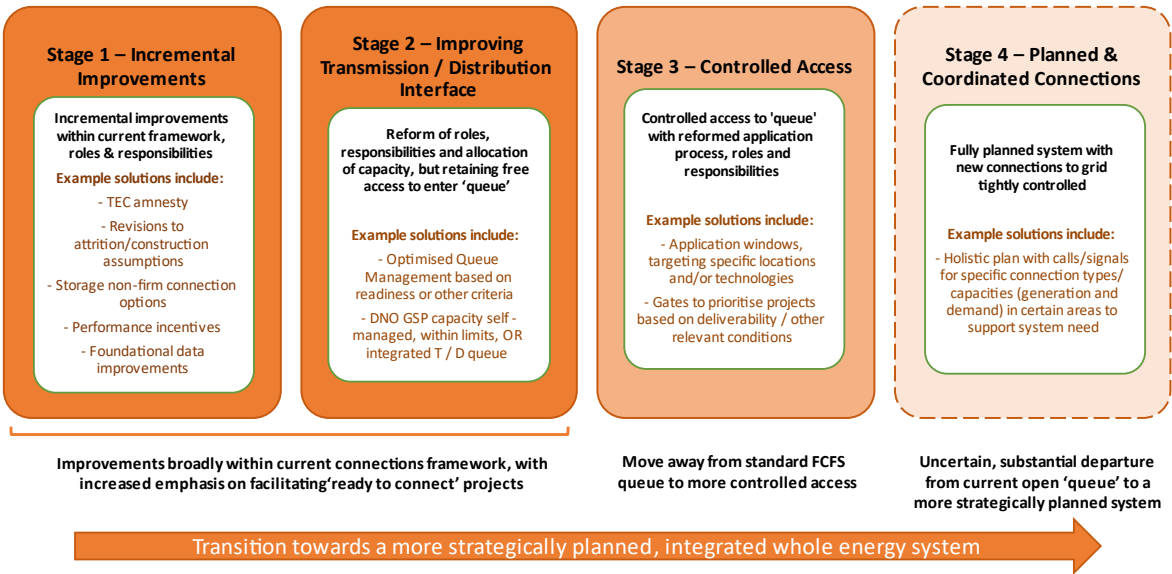 Stage 1 – Incremental
Improvements
Incremental improvements
within current framework,
roles & responsibilities
Example solutions include:
- TEC amnesty
- Revisions to
attrition/construction
assumptions
- Storage non-firm connection
options
- Performance incentives
- Foundational data
improvements
Stage 2 – Improving
Transmission / Distribution
Interface
Reform of roles,
responsibilities and allocation
of capacity, but retaining free
access to enter ‘queue’
Example solutions include:
- Optimised Queue
Management based on
readiness or other criteria
- DNO GSP capacity self-
managed, within limits, OR
integrated T / D queue
Stage 3 – Controlled Access
Controlled access to 'queue'
with reformed application
process, roles and
responsibilities
Example solutions include:
- Application windows,
targeting specific locations
and/or technologies
- Gates to prioritise projects
based on deliverability / other
relevant conditions
Stage 4 – Planned &
Coordinated Connections
Fully planned system with
new connections to grid
tightly controlled
Example solutions include:
- Holistic plan with calls/signals
for specific connection types/
capacities (generation and
demand) in certain areas to
support system need
Improvements broadly within current connections framework, with
increased emphasis on facilitating‘ready to connect’ projects
Move away from standard FCFS
queue to more controlled access
Uncertain, substantial departure
from current open ‘queue’ to a
more strategically planned system
Transition towards a more strategically planned, integrated whole energy system